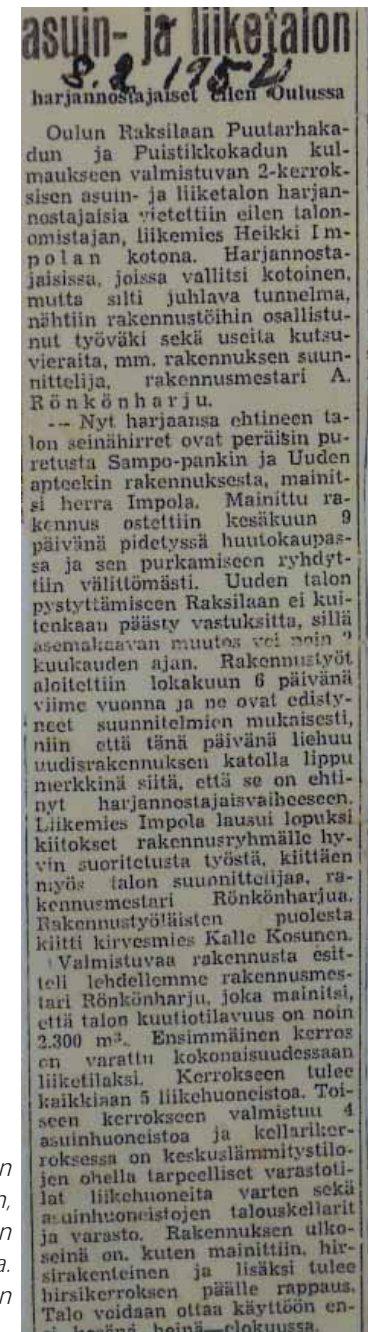 asuin- ja liiketalon
8.2 1954
harjannostajaiset eilen Oulussa
Oulun Raksilaan Puutarhaka-
dun ja Puistikkokadun kul-
maukseen valmistuvan 2-kerrok-
sisen asuin- ja liiketalon harjan-
nostajaisia vietettiin eilen talon-
omistajan, liikemies Heikki Im-
polan kotona. Harjannosta-
jaisissa, joissa vallitsi kotoinen,
mutta silti juhlava tunnelma,
nähtiin rakennustöihin osallistu-
nut työväki sekä useita kutsu-
vieraita, mm. rakennuksen suun-
nittelija, rakennusmestari A.
Rönkönharju.
-- Nyt harjaansa ehtineen ta-
lon seinähirret ovat peräisin pu-
retusta Sampo-pankin ja Uuden
apteekin rakennuksesta, mainit-
si herra Impola. Mainittu ra-
kennus ostettiin kesäkuun 9
päivänä pidetyssä huutokaupas-
sa ja sen purkamiseen ryhdyt-
tiin välittömästi. Uuden talon
pystyttämiseen Raksilaan ei kui-
tenkaan päästy vastuksitta, sillä
asemakaavan muutos vei noin
kuukauden ajan. Rakennustyöt
aloitettiin lokakuun 6 päivänä
viime vuonna ja ne ovat edisty-
neet suunnitelmien mukaisesti,
niin että tänä päivänä liehuu
uudisrakennuksen katolla lippu
merkkinä siitä, että se on ehti-
nyt harjannostajaisvaiheeseen.
Liikemies Impola lausui lopuksi
kiitokset rakennusryhmälle hy-
vin suoritetusta työstä, kiittäen
myös talon suunnittelijaa, ra-
kennusmestari Rönkönharjua.
Rakennustyöläisten puolesta
kiitti kirvesmies Kalle Kosunen.
Valmistuvaa rakennusta esit-
teli lehdellemme rakennusmes-
tari Rönkönharju, joka mainitsi,
että talon kuutiotilavuus on noin
2.300 m³. Ensimmäinen kerros
on varattu kokonaisuudessaan
liiketilaksi. Kerrokseen tulee
kaikkiaan 5 liikehuoneistoa. Toi-
seen kerrokseen valmistuu 4
asuinhuoneistoa ja kellariker-
roksessa on keskuslämmitystilo-
jen ohella tarpeelliset varastoti-
lat liikehuoneita varten sekä
asuinhuoneistojen talouskellarit
ja varasto. Rakennuksen ulko-
seinä on, kuten mainittiin, hir-
sirakenteinen ja lisäksi tulee
hirsikerroksen päälle rappaus.
Talo voidaan ottaa käyttöön en-
si kesänä heinä—elokuussa.